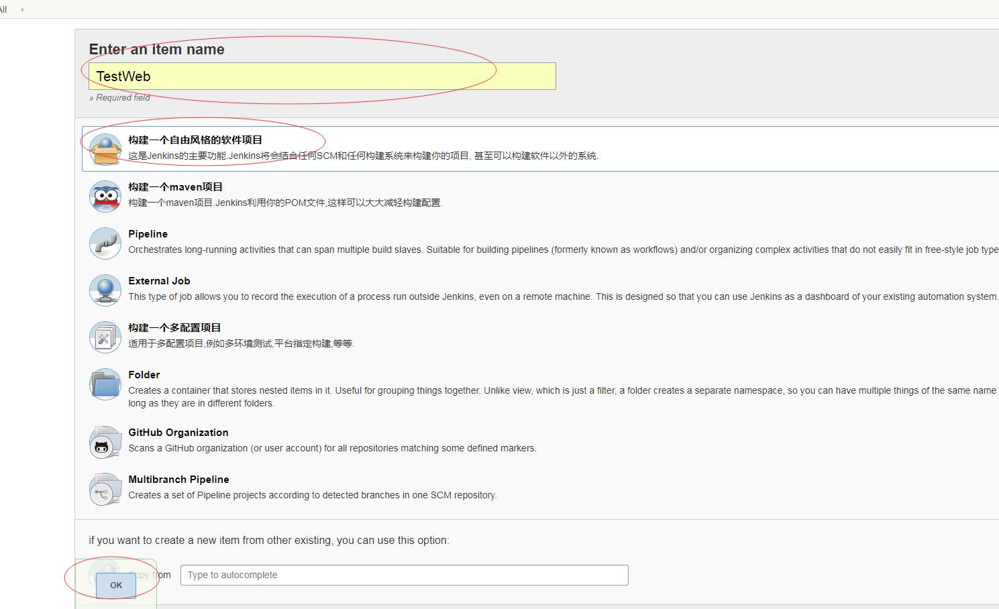 All
Enter an item name
TestWeb
» Required field
构建一个自由风格的软件项目
这是Jenkins的主要功能.Jenkins将会结合任何SCM和任何构建系统来构建你的项目, 甚至可以构建软件以外的系统.
构建一个maven项目
构建一个maven项目.Jenkins利用你的POM文件,这样可以大大减轻构建配置.
Pipeline
Orchestrates long-running activities that can span multiple build slaves. Suitable for building pipelines (formerly known as workflows) and/or organizing complex activities that do not easily fit in free-style job type
External Job
This type of job allows you to record the execution of a process run outside Jenkins, even on a remote machine. This is designed so that you can use Jenkins as a dashboard of your existing automation system.
构建一个多配置项目
适用于多配置项目,例如多环境测试,平台指定构建,等等.
Folder
Creates a container that stores nested items in it. Useful for grouping things together. Unlike view, which is just a filter, a folder creates a separate namespace, so you can have multiple things of the same name
long as they are in different folders.
GitHub Organization
Scans a GitHub organization (or user account) for all repositories matching some defined markers.
Multibranch Pipeline
Creates a set of Pipeline projects according to detected branches in one SCM repository.
if you want to create a new item from other existing, you can use this option:
Copy from
Type to autocomplete
OK